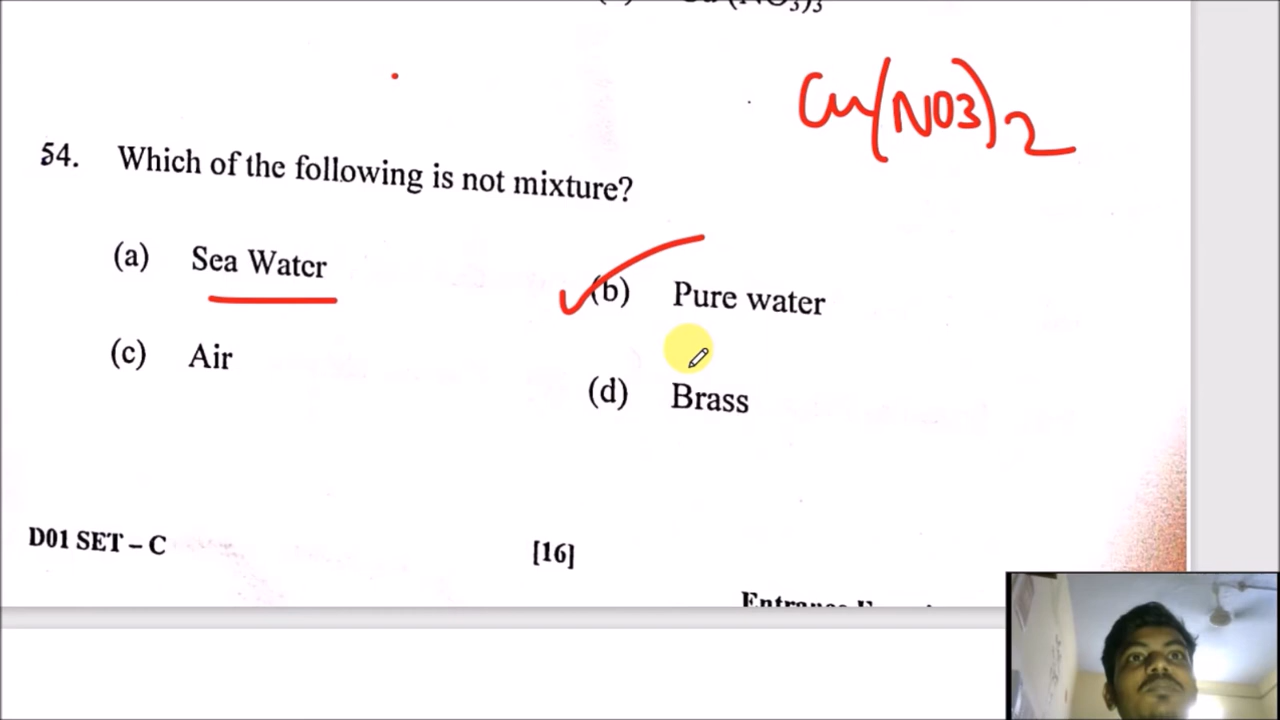 Cu(NO3)2
54. Which of the following is not mixture?
(a) Sea Water
(b) Pure water
(c) Air
(d) Brass
D01 SET – C
[16]